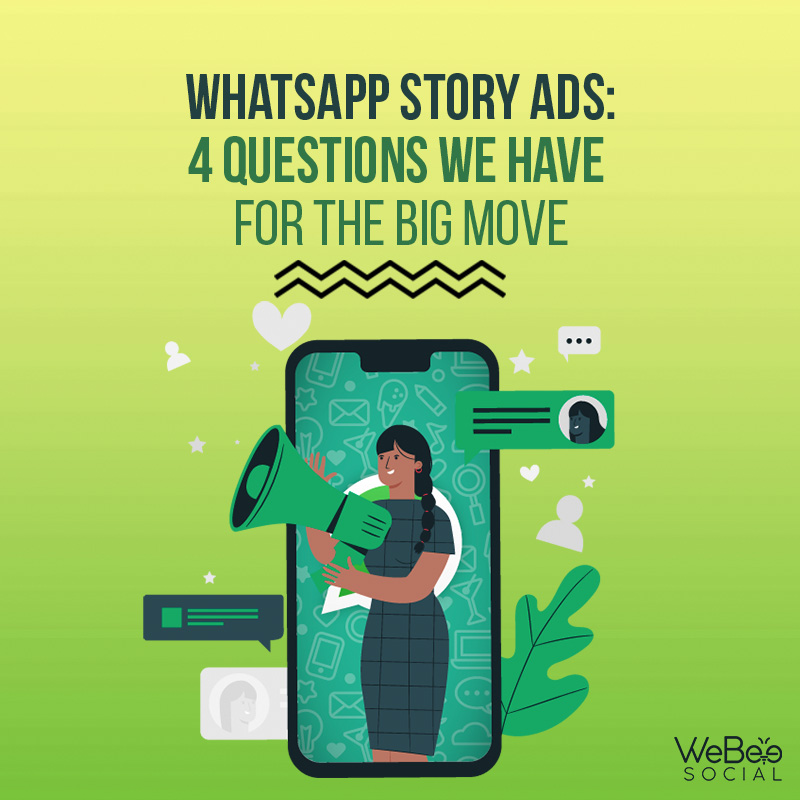 WHATSAPP STORY ADS:
4 QUESTIONS WE HAVE
FOR THE BIG MOVE
WeBee
SOCIAL